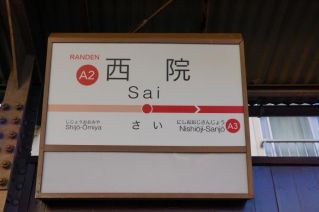 RANDEN
A2
西院
Sai
さい
しじょうおおみや
Shijō-Ōmiya
にしおおじさんじょう
Nishiōji-Sanjō
A3